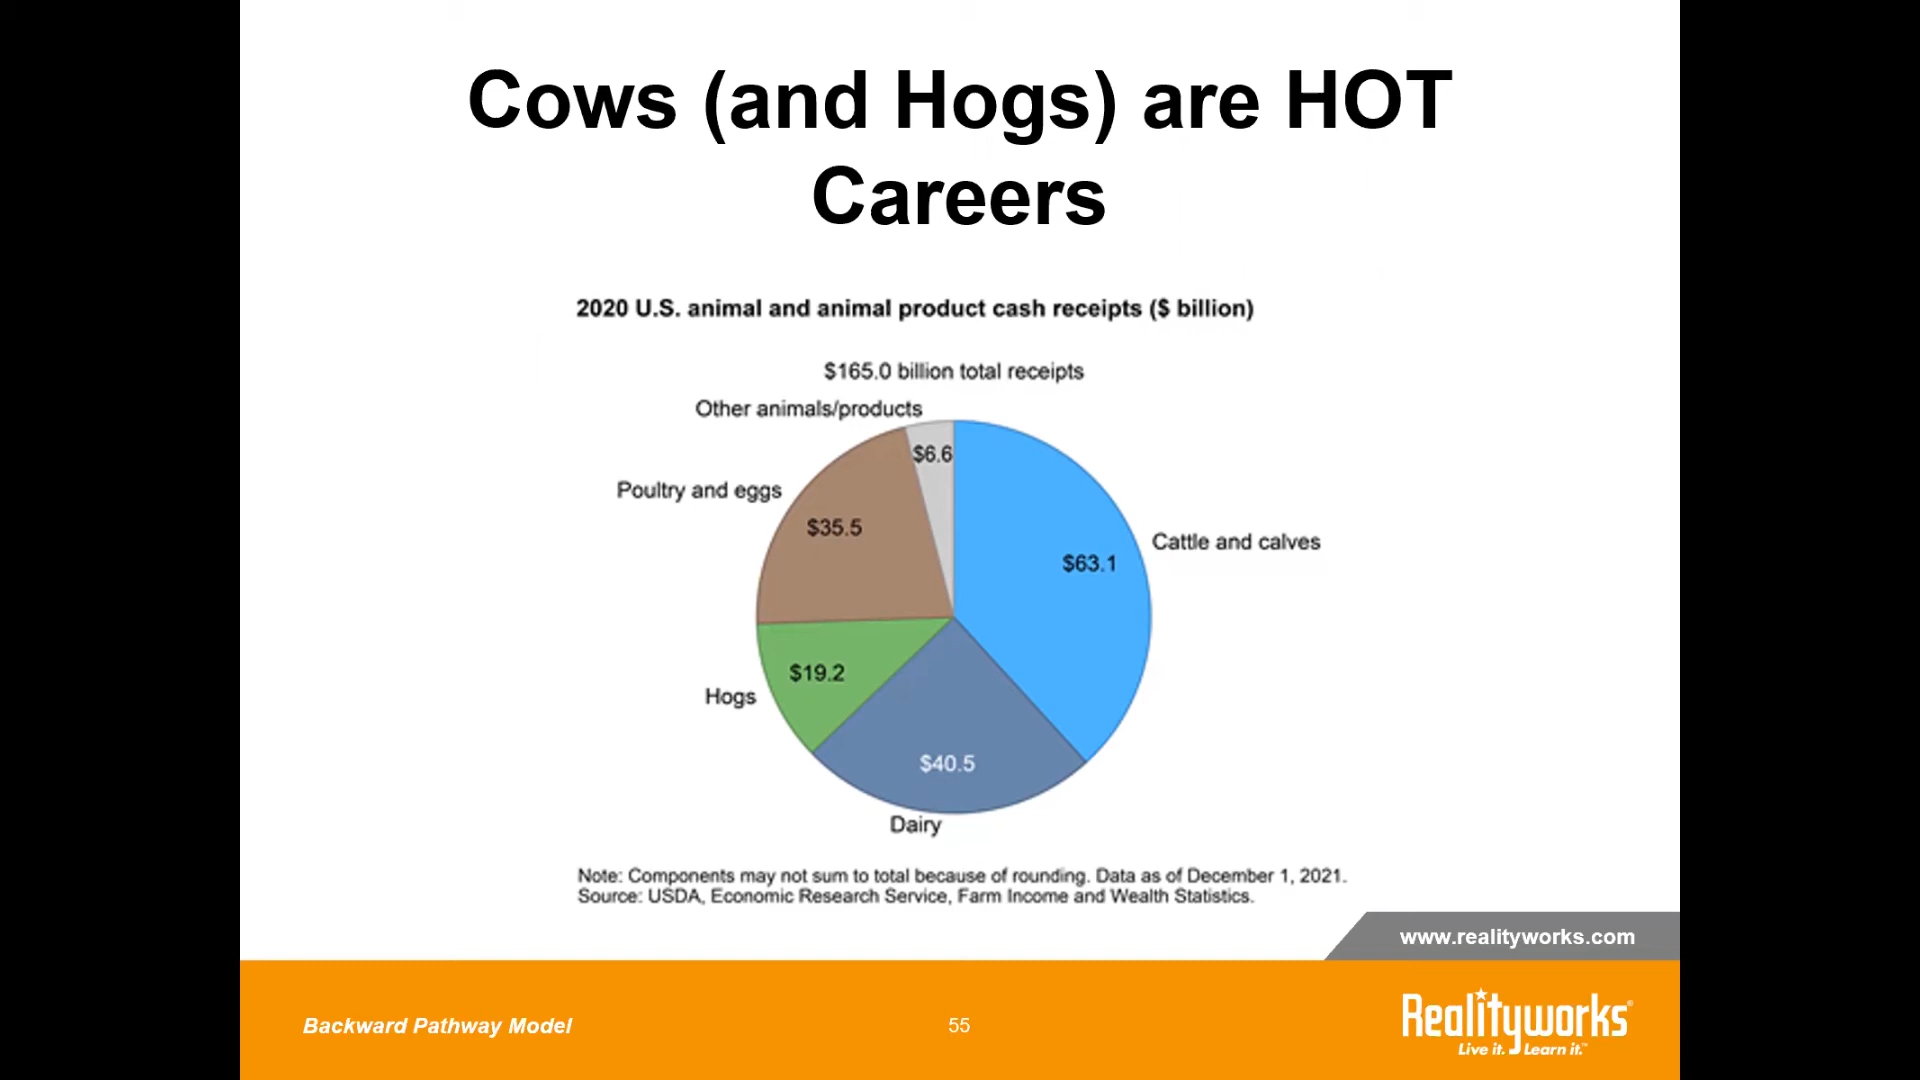 Cows (and Hogs) are HOT
Careers
2020 U.S. animal and animal product cash receipts ($ billion)
$165.0 billion total receipts
Other animals/products
$6.6
Poultry and eggs
$35.5
Cattle and calves
$63.1
$19.2
Hogs
$40.5
Dairy
Note: Components may not sum to total because of rounding. Data as of December 1, 2021.
Source: USDA, Economic Research Service, Farm Income and Wealth Statistics.
www.realityworks.com
Backward Pathway Model
55
Realityworks®
Live it. Learn it.™